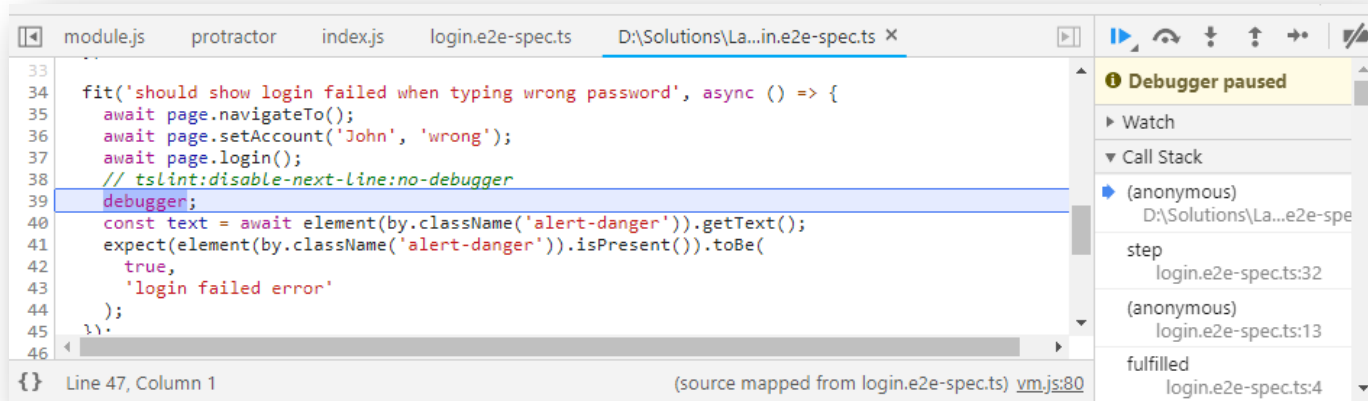 module.js protractor index.js login.e2e-spec.ts D:\Solutions\La...in.e2e-spec.ts ×
33
34 fit('should show login failed when typing wrong password', async () => {
35 await page.navigateTo();
36 await page.setAccount('John', 'wrong');
37 await page.login();
38 // tslint:disable-next-line:no-debugger
39 debugger;
40 const text = await element(by.className('alert-danger')).getText();
41 expect(element(by.className('alert-danger')).isPresent()).toBe(
42 true,
43 'login failed error'
44 );
45 });
46
{} Line 47, Column 1 (source mapped from login.e2e-spec.ts) vm.js:80
Debugger paused
Watch
Call Stack
(anonymous)
D:\Solutions\La...e2e-spe
step
login.e2e-spec.ts:32
(anonymous)
login.e2e-spec.ts:13
fulfilled
login.e2e-spec.ts:4